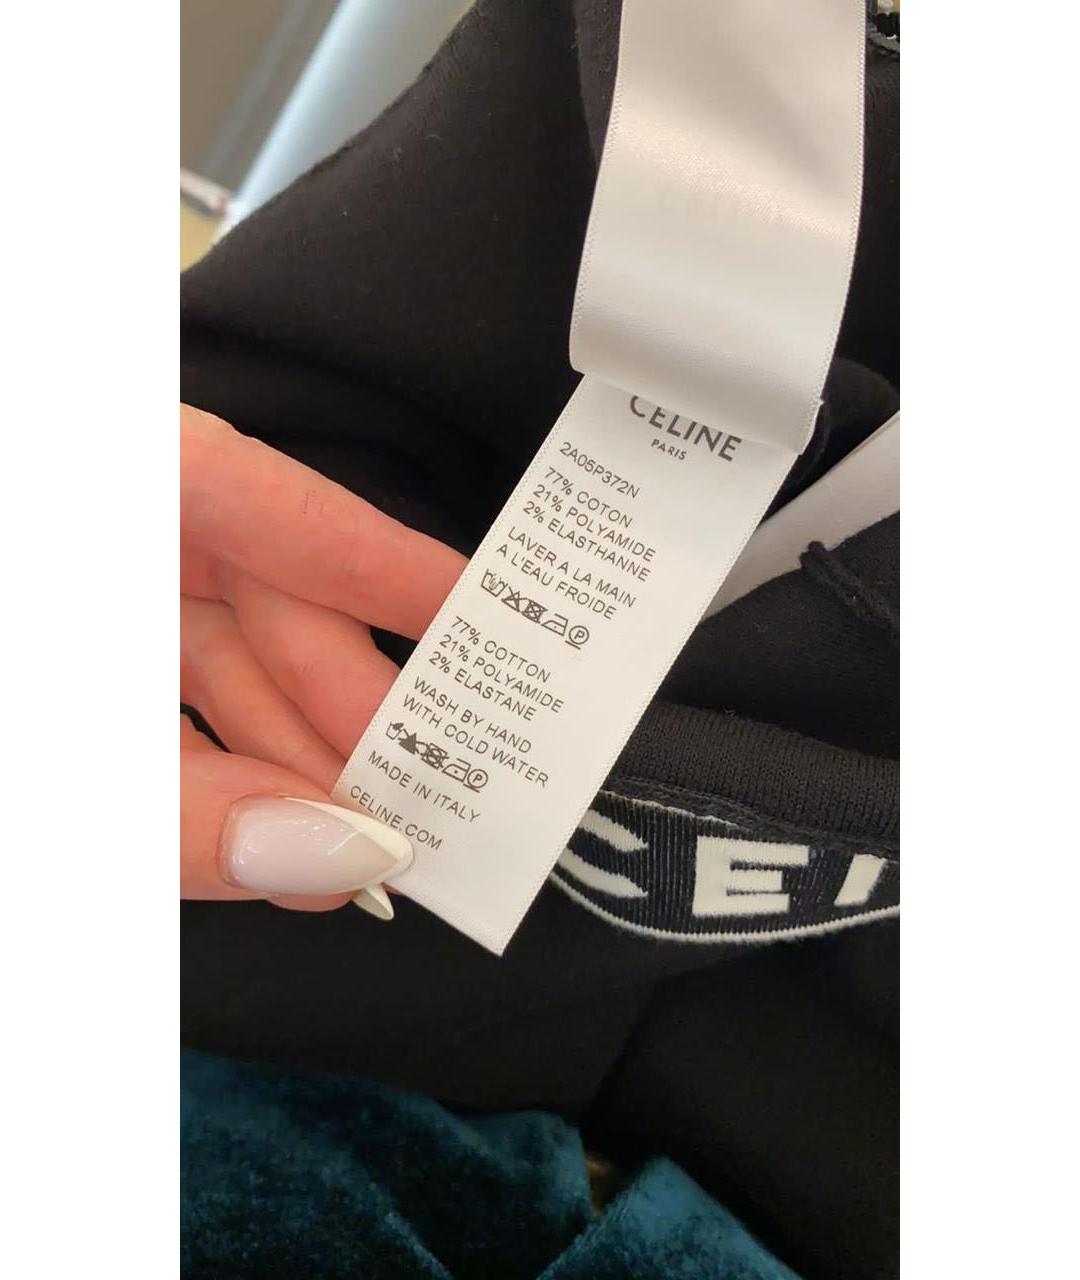 CELINE
PARIS
2A05P372N
77% COTON
21% POLYAMIDE
2% ELASTHANNE
LAVER A LA MAIN
A L'EAU FROIDE
P
77% COTTON
21% POLYAMIDE
2% ELASTANE
WASH BY HAND
WITH COLD WATER
P
MADE IN ITALY
CELINE.COM
CE